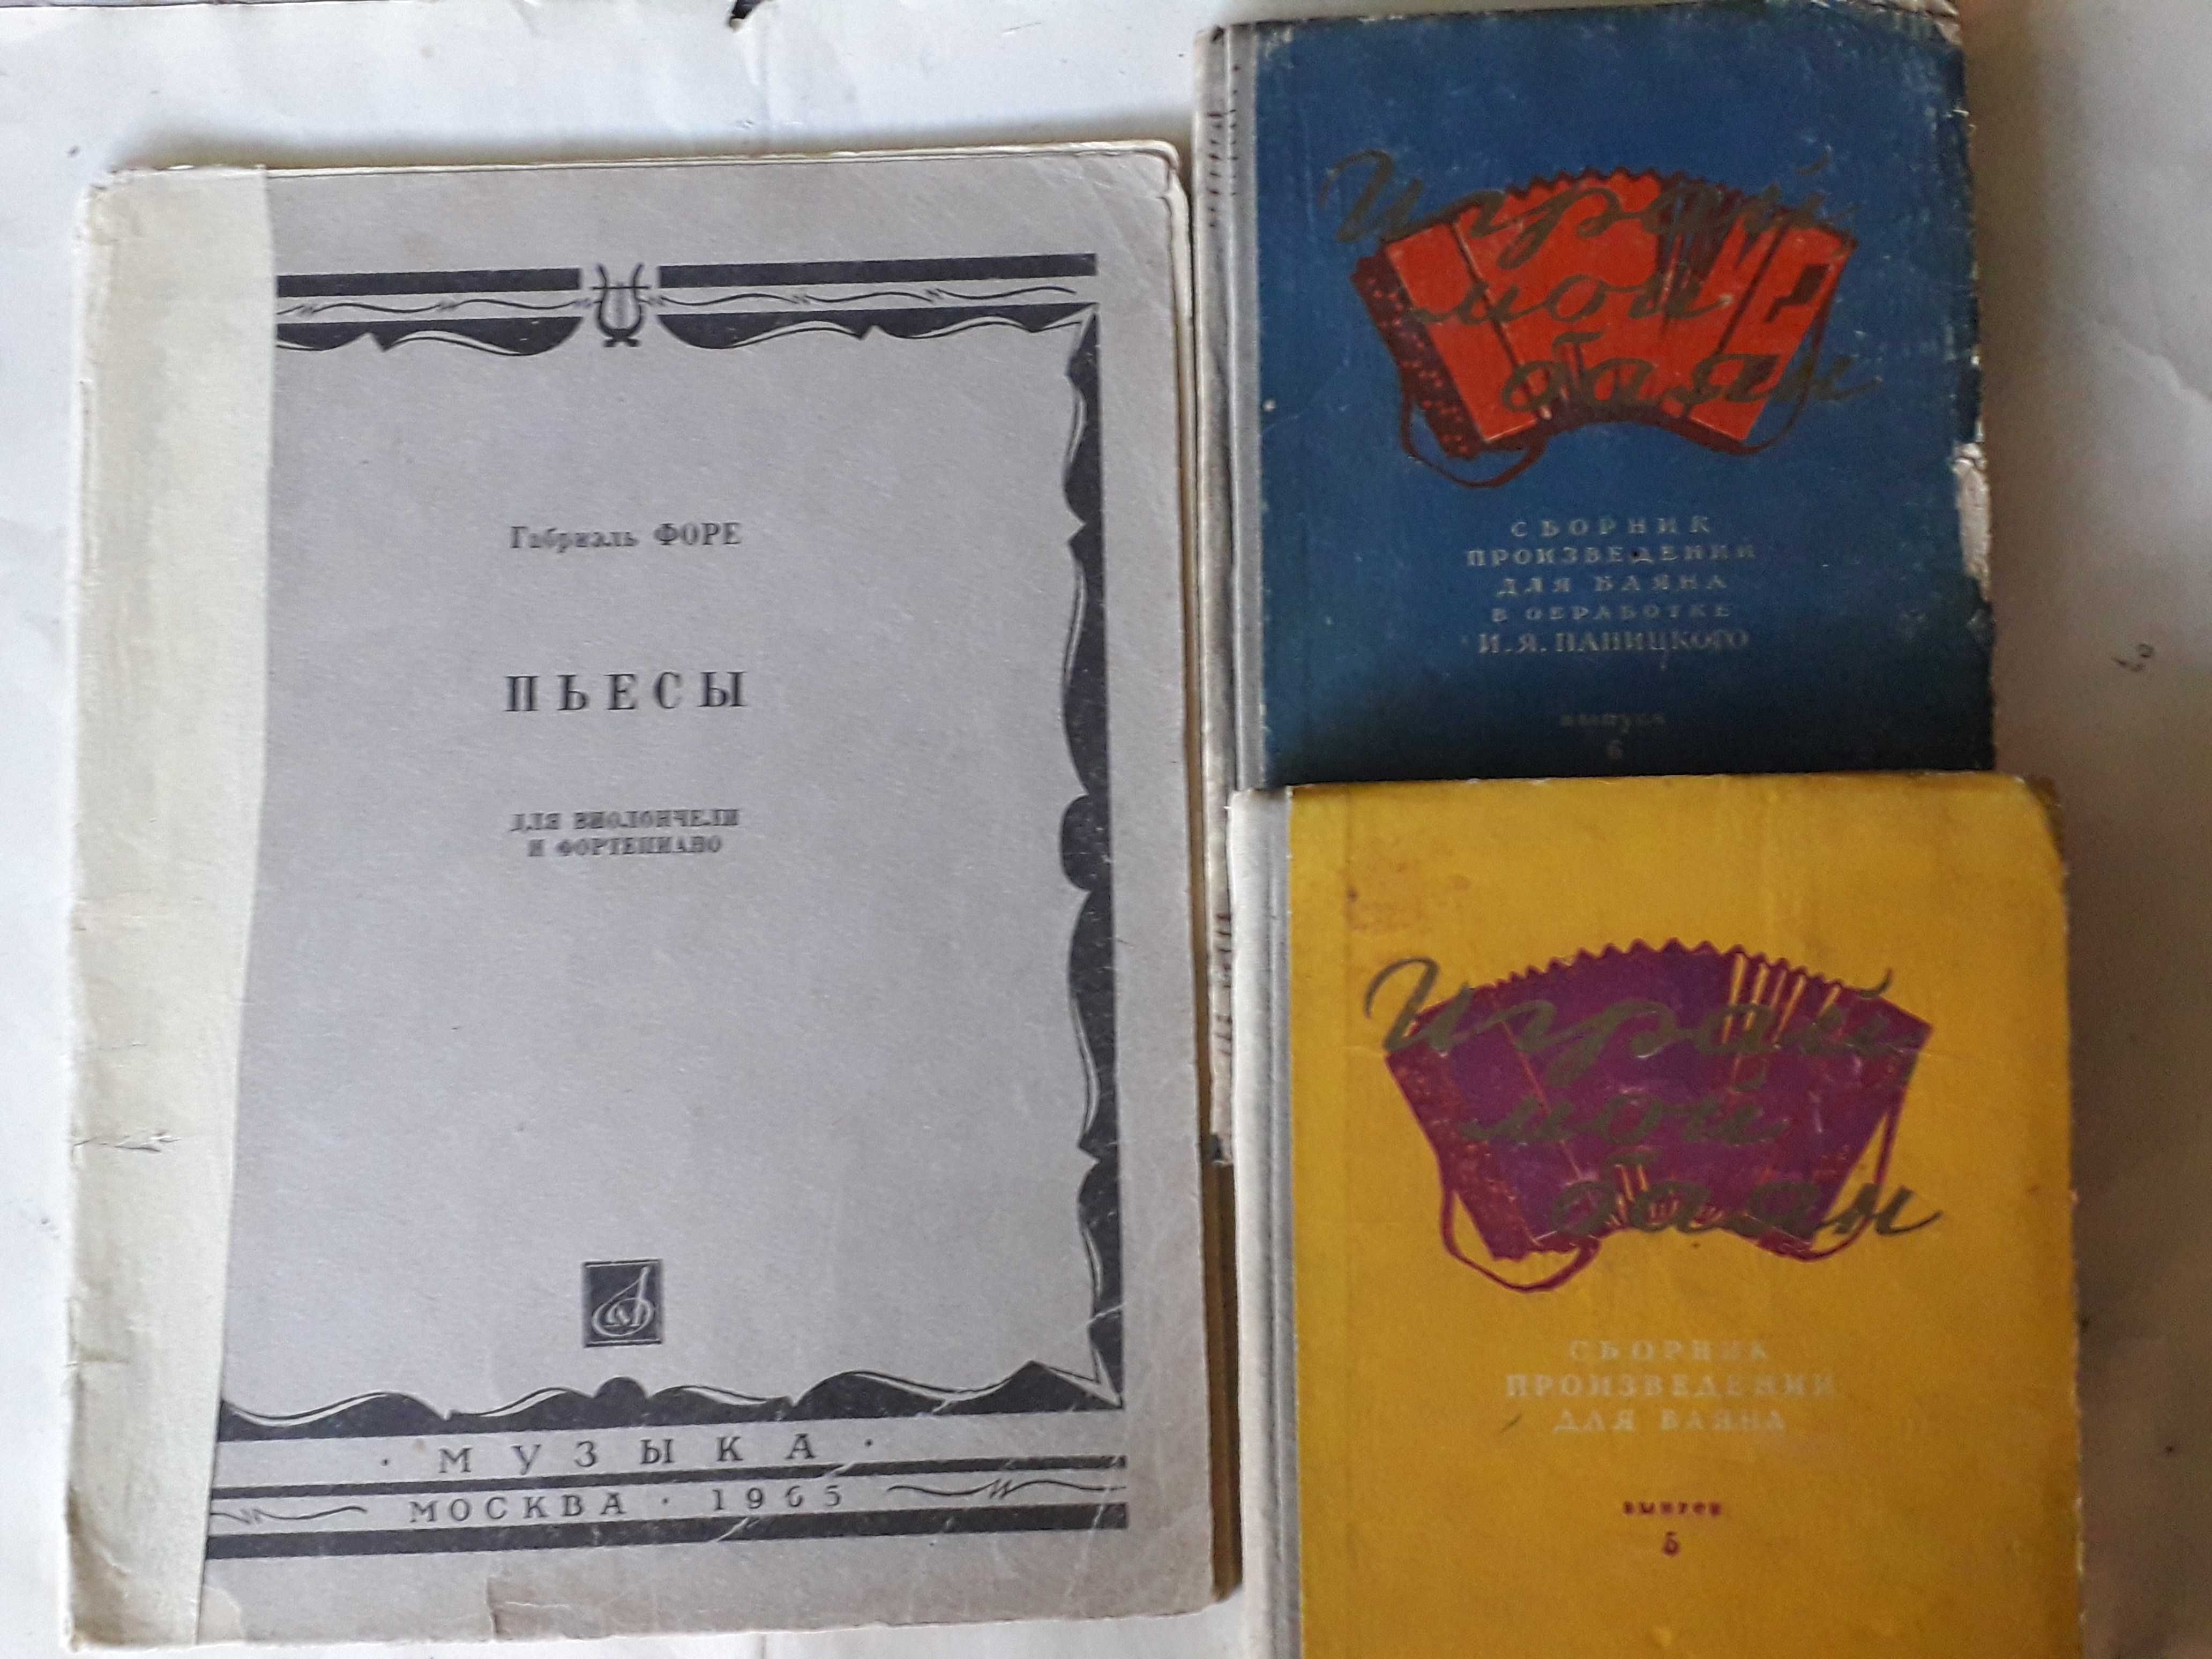 Габриэль ФОРЕ
ПЬЕСЫ
ДЛЯ ВИОЛОНЧЕЛИ
И ФОРТЕПИАНО
· МУЗЫКА ·
МОСКВА · 1965
Играй
мой
баян
СБОРНИК
ПРОИЗВЕДЕНИЙ
ДЛЯ БАЯНА
В ОБРАБОТКЕ
И.Я. ПАНИЦКОГО
выпуск
6
Играй
мой
баян
СБОРНИК
ПРОИЗВЕДЕНИЙ
ДЛЯ БАЯНА
выпуск
5